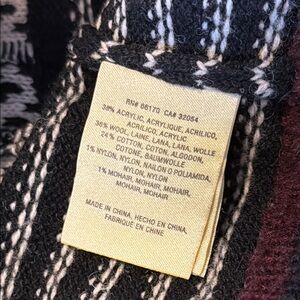 RN# 66170 CA# 32054
38% ACRYLIC, ACRYLIQUE, ACRILICO,
ACRILICO, ACRYL
36% WOOL, LAINE, LANA, LANA, WOLLE
24% COTTON, COTON, ALGODON,
COTONE, BAUMWOLLE
1% NYLON, NYLON, NAILON O POLIAMIDA,
NYLON, NYLON
1% MOHAIR, MOHAIR, MOHAIR,
MOHAIR, MOHAIR
MADE IN CHINA, HECHO EN CHINA,
FABRIQUÉ EN CHINE